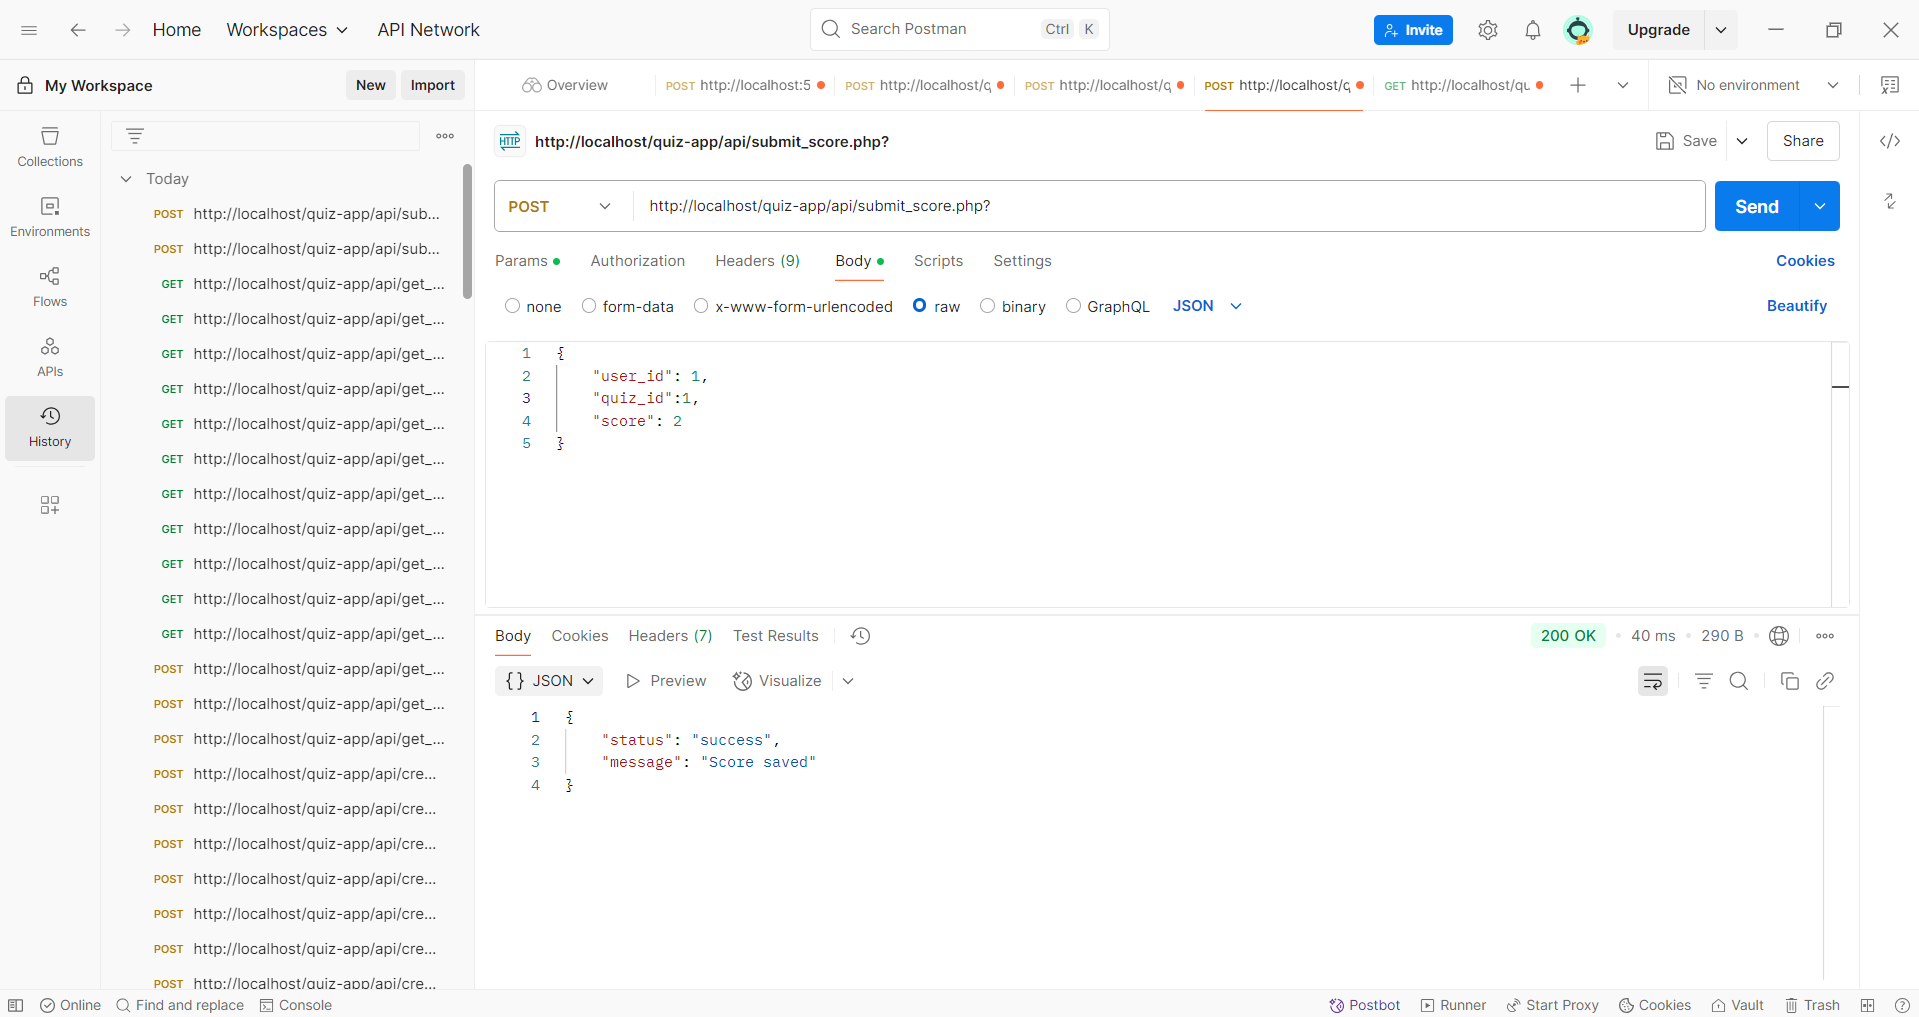 Home Workspaces API Network Search Postman Ctrl K Invite Upgrade
My Workspace New Import
Overview POST http://localhost:5 POST http://localhost/q POST http://localhost/q POST http://localhost/q GET http://localhost/qu No environment
Collections
Environments
Flows
APIs
History
Today
POST http://localhost/quiz-app/api/sub...
POST http://localhost/quiz-app/api/sub...
GET http://localhost/quiz-app/api/get_...
GET http://localhost/quiz-app/api/get_...
GET http://localhost/quiz-app/api/get_...
GET http://localhost/quiz-app/api/get_...
GET http://localhost/quiz-app/api/get_...
GET http://localhost/quiz-app/api/get_...
GET http://localhost/quiz-app/api/get_...
GET http://localhost/quiz-app/api/get_...
GET http://localhost/quiz-app/api/get_...
GET http://localhost/quiz-app/api/get_...
GET http://localhost/quiz-app/api/get_...
POST http://localhost/quiz-app/api/get_...
POST http://localhost/quiz-app/api/get_...
POST http://localhost/quiz-app/api/get_...
POST http://localhost/quiz-app/api/cre...
POST http://localhost/quiz-app/api/cre...
POST http://localhost/quiz-app/api/cre...
POST http://localhost/quiz-app/api/cre...
POST http://localhost/quiz-app/api/cre...
POST http://localhost/quiz-app/api/cre...
POST http://localhost/quiz-app/api/cre...
HTTP http://localhost/quiz-app/api/submit_score.php? Save Share
POST http://localhost/quiz-app/api/submit_score.php? Send
Params Authorization Headers (9) Body Scripts Settings Cookies
none form-data x-www-form-urlencoded raw binary GraphQL JSON Beautify
1 {
2 "user_id": 1,
3 "quiz_id":1,
4 "score": 2
5 }
Body Cookies Headers (7) Test Results 200 OK 40 ms 290 B
{} JSON Preview Visualize
1 {
2 "status": "success",
3 "message": "Score saved"
4 }
Online Find and replace Console Postbot Runner Start Proxy Cookies Vault Trash